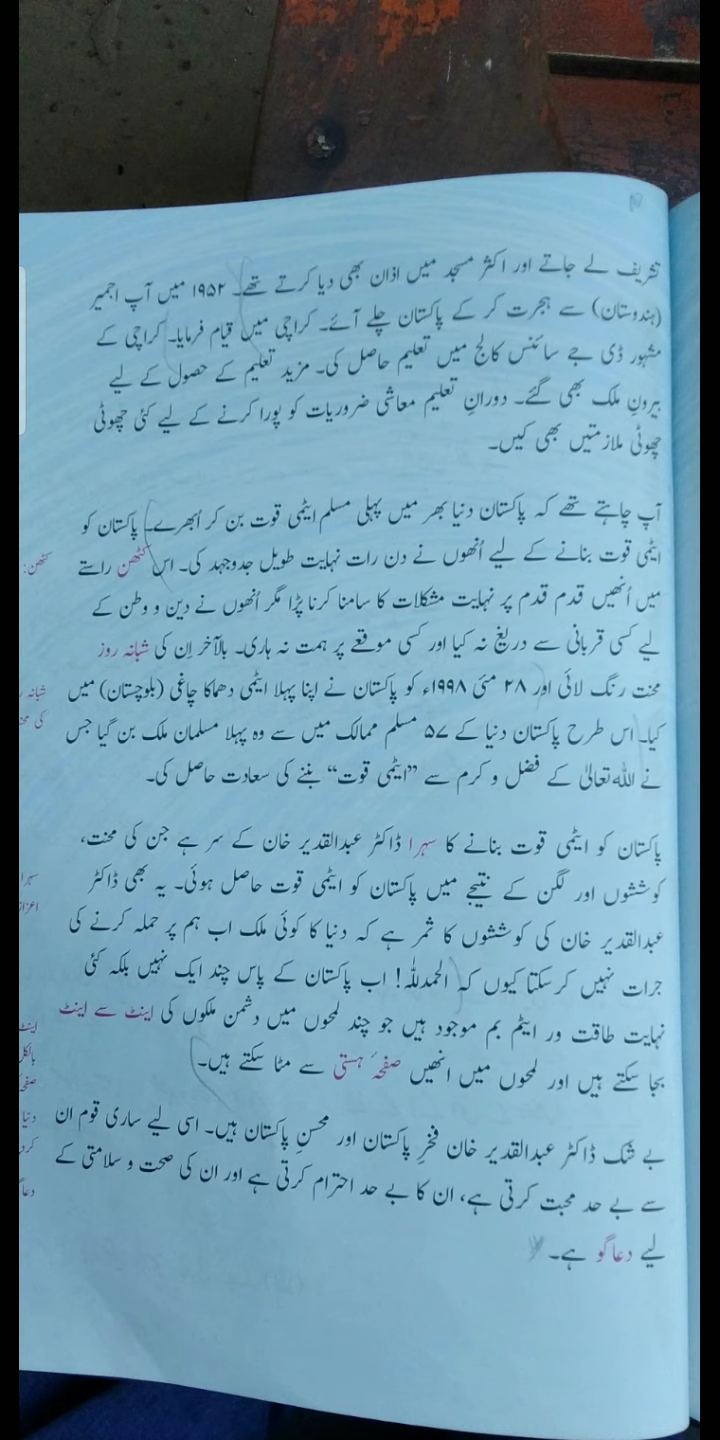 تشریف لے جاتے اور اکثر مسجد میں اذان بھی دیا کرتے تھے۔ ۱۹۵۲ میں آپ اجمیر
(ہندوستان) سے ہجرت کر کے پاکستان چلے آئے۔ کراچی میں قیام فرمایا۔ کراچی کے
مشہور ڈی جے سائنس کالج میں تعلیم حاصل کی۔ مزید تعلیم کے حصول کے لیے
بیرونِ ملک بھی گئے۔ دورانِ تعلیم معاشی ضروریات کو پورا کرنے کے لیے کئی چھوٹی
چھوٹی ملازمتیں بھی کیں۔
آپ چاہتے تھے کہ پاکستان دنیا بھر میں پہلی مسلم ایٹمی قوت بن کر اُبھرے۔ پاکستان کو
ایٹمی قوت بنانے کے لیے اُنھوں نے دن رات نہایت طویل جدوجہد کی۔ اس کٹھن راستے
کٹھن:
میں اُنھیں قدم قدم پر نہایت مشکلات کا سامنا کرنا پڑا مگر اُنھوں نے دین و وطن کے
لیے کسی قربانی سے دریغ نہ کیا اور کسی موقعے پر ہمت نہ ہاری۔ بالآخر اِن کی شبانہ روز
محنت رنگ لائی اور ۲۸ مئی ۱۹۹۸ء کو پاکستان نے اپنا پہلا ایٹمی دھماکا چاغی (بلوچستان) میں
شبانہ
کیا۔ اس طرح پاکستان دنیا کے ۵۷ مسلم ممالک میں سے وہ پہلا مسلمان ملک بن گیا جس
کی
نے اللہ تعالیٰ کے فضل و کرم سے ”ایٹمی قوت“ بننے کی سعادت حاصل کی۔
پاکستان کو ایٹمی قوت بنانے کا سہرا ڈاکٹر عبدالقدیر خان کے سر ہے جن کی محنت،
کوششوں اور لگن کے نتیجے میں پاکستان کو ایٹمی قوت حاصل ہوئی۔ یہ بھی ڈاکٹر
سہرا
عبدالقدیر خان کی کوششوں کا ثمر ہے کہ دنیا کا کوئی ملک اب ہم پر حملہ کرنے کی
جرات نہیں کرسکتا کیوں کہ الحمدللہ! اب پاکستان کے پاس چند ایک نہیں بلکہ کئی
نہایت طاقت ور ایٹم بم موجود ہیں جو چند لمحوں میں دشمن ملکوں کی اینٹ سے اینٹ
بجا سکتے ہیں اور لمحوں میں انھیں صفحۂ ہستی سے مٹا سکتے ہیں۔
بے شک ڈاکٹر عبدالقدیر خان فخرِ پاکستان اور محسنِ پاکستان ہیں۔ اسی لیے ساری قوم ان
دنیا
سے بے حد محبت کرتی ہے، ان کا بے حد احترام کرتی ہے اور ان کی صحت و سلامتی کے
لیے دعاگو ہے۔